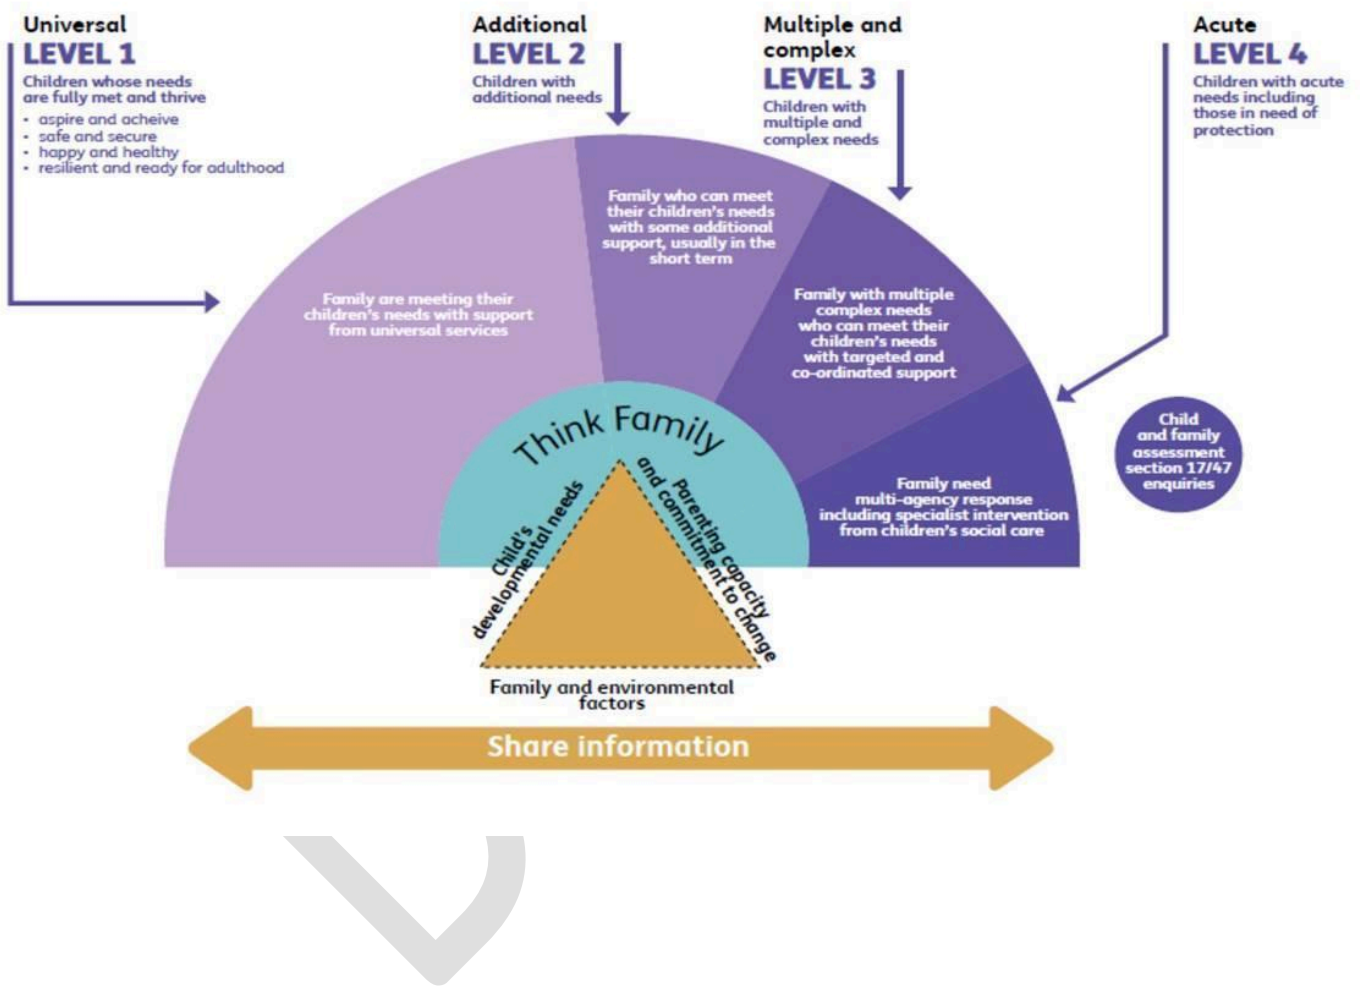 Universal
LEVEL 1
Children whose needs
are fully met and thrive
• aspire and acheive
• safe and secure
• happy and healthy
• resilient and ready for adulthood
Additional
LEVEL 2
Children with
additional needs
Multiple and
complex
LEVEL 3
Children with
multiple and
complex needs
Acute
LEVEL 4
Children with acute
needs including
those in need of
protection
Family are meeting their
children's needs with support
from universal services
Family who can meet
their children's needs
with some additional
support, usually in the
short term
Family with multiple
complex needs
who can meet their
children's needs
with targeted and
co-ordinated support
Family need
multi-agency response
including specialist intervention
from children's social care
Child
and family
assessment
section 17/47
enquiries
Think Family
Child's
developmental needs
Parenting capacity
and commitment to change
Family and environmental
factors
Share information